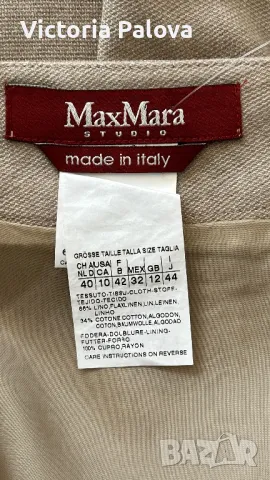 Victoria Palova
MaxMara
STUDIO
made in italy
GRÖSSE TAILLE TALLA SIZE TAGLIA
CH AUSA F I
NL D CA B MEX GB J
40 10 42 32 12 44
TESSUTO-TISSU-CLOTH-STOFF.
TEJIDO-TECIDO
66% LINO,FLAX,LINEN,LIN,LEINEN.
LINHO
34% COTONE COTTON,ALGODON,
COTON,BAUMWOLLE,ALGODAO
FODERA-DOUBLURE-LINING-
FUTTER-FORRO
100% CUPRO,RAYON
CARE INSTRUCTIONS ON REVERSE
BAZAR